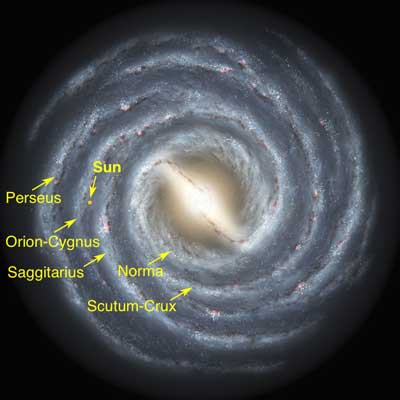 Sun
Perseus
Orion-Cygnus
Saggitarius
Norma
Scutum-Crux